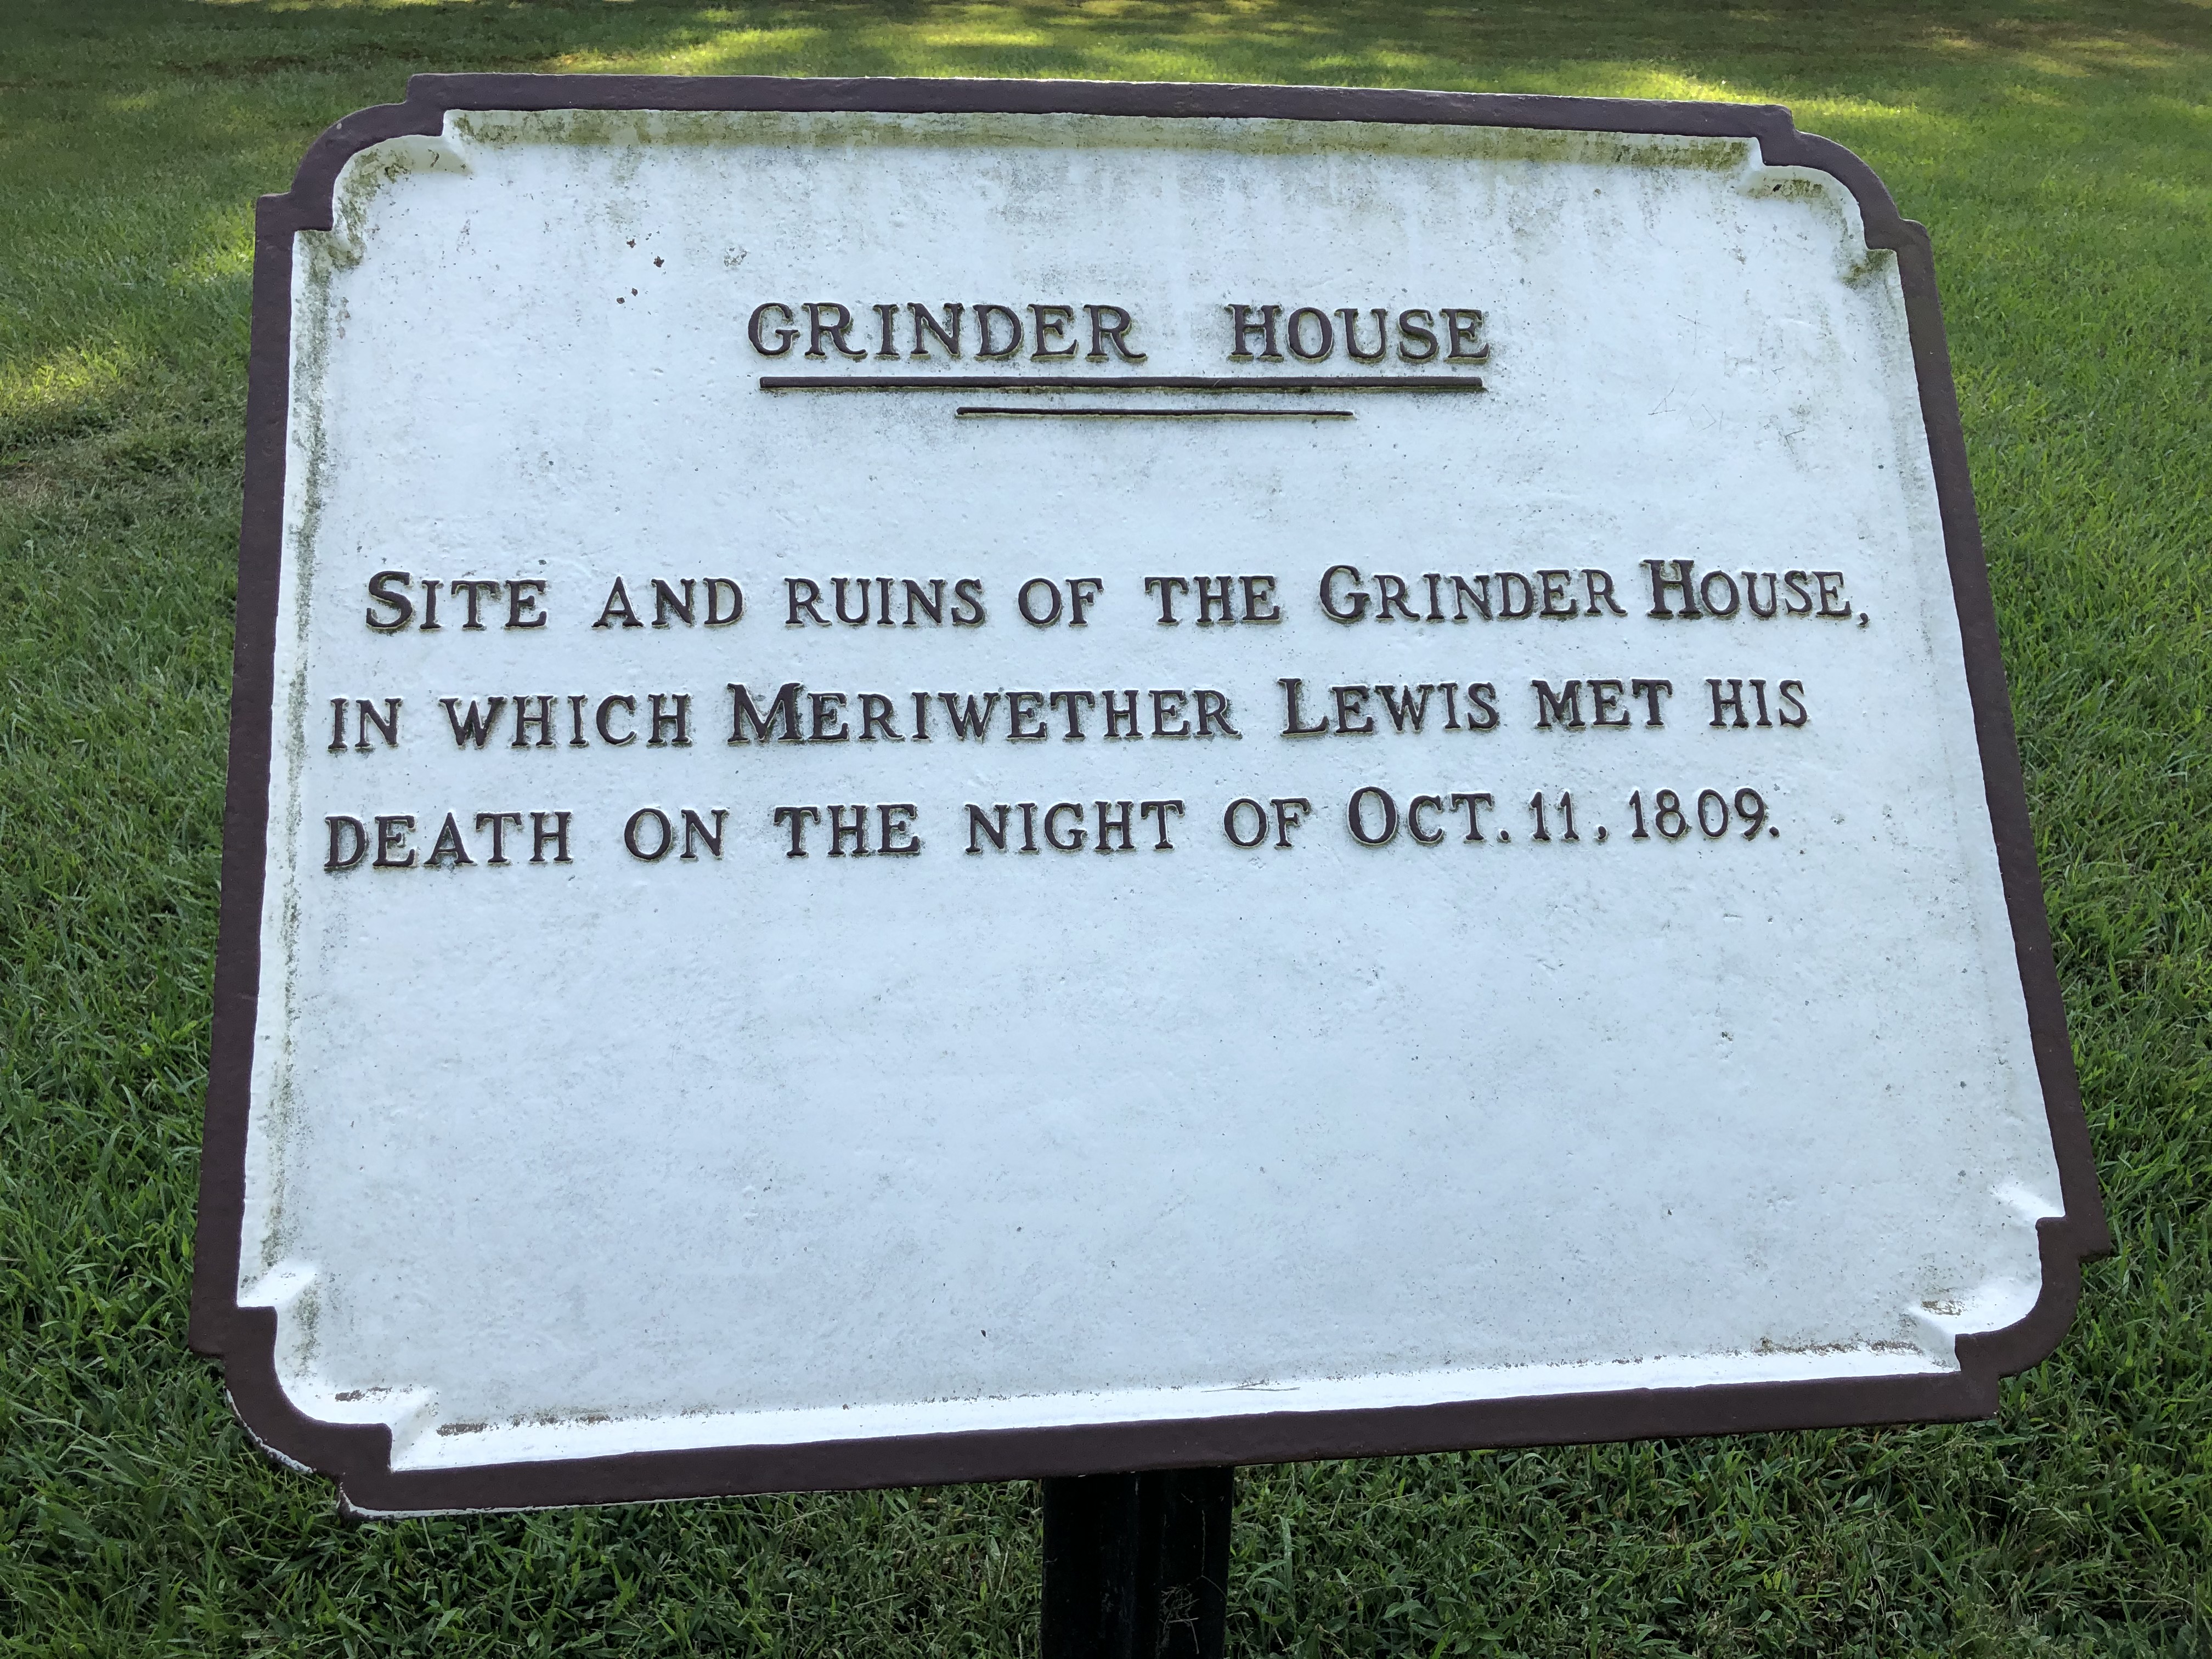 GRINDER HOUSE
SITE AND RUINS OF THE GRINDER HOUSE,
IN WHICH MERIWETHER LEWIS MET HIS
DEATH ON THE NIGHT OF OCT. 11, 1809.